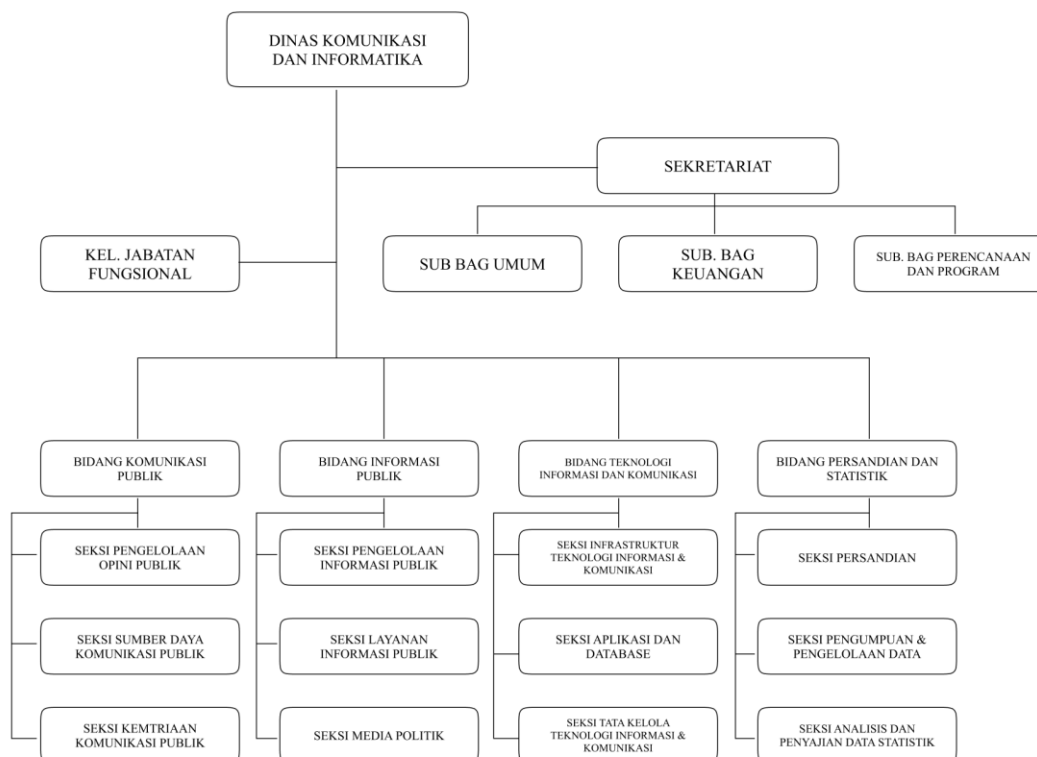 DINAS KOMUNIKASI
DAN INFORMATIKA
SEKRETARIAT
KEL. JABATAN
FUNGSIONAL
SUB BAG UMUM
SUB. BAG
KEUANGAN
SUB. BAG PERENCANAAN
DAN PROGRAM
BIDANG KOMUNIKASI
PUBLIK
BIDANG INFORMASI
PUBLIK
BIDANG TEKNOLOGI
INFORMASI DAN KOMUNIKASI
BIDANG PERSANDIAN DAN
STATISTIK
SEKSI PENGELOLAAN
OPINI PUBLIK
SEKSI PENGELOLAAN
INFORMASI PUBLIK
SEKSI INFRASTRUKTUR
TEKNOLOGI INFORMASI &
KOMUNIKASI
SEKSI PERSANDIAN
SEKSI SUMBER DAYA
KOMUNIKASI PUBLIK
SEKSI LAYANAN
INFORMASI PUBLIK
SEKSI APLIKASI DAN
DATABASE
SEKSI PENGUMPUAN &
PENGELOLAAN DATA
SEKSI KEMTRIAAN
KOMUNIKASI PUBLIK
SEKSI MEDIA POLITIK
SEKSI TATA KELOLA
TEKNOLOGI INFORMASI &
KOMUNIKASI
SEKSI ANALISIS DAN
PENYAJIAN DATA STATISTIK